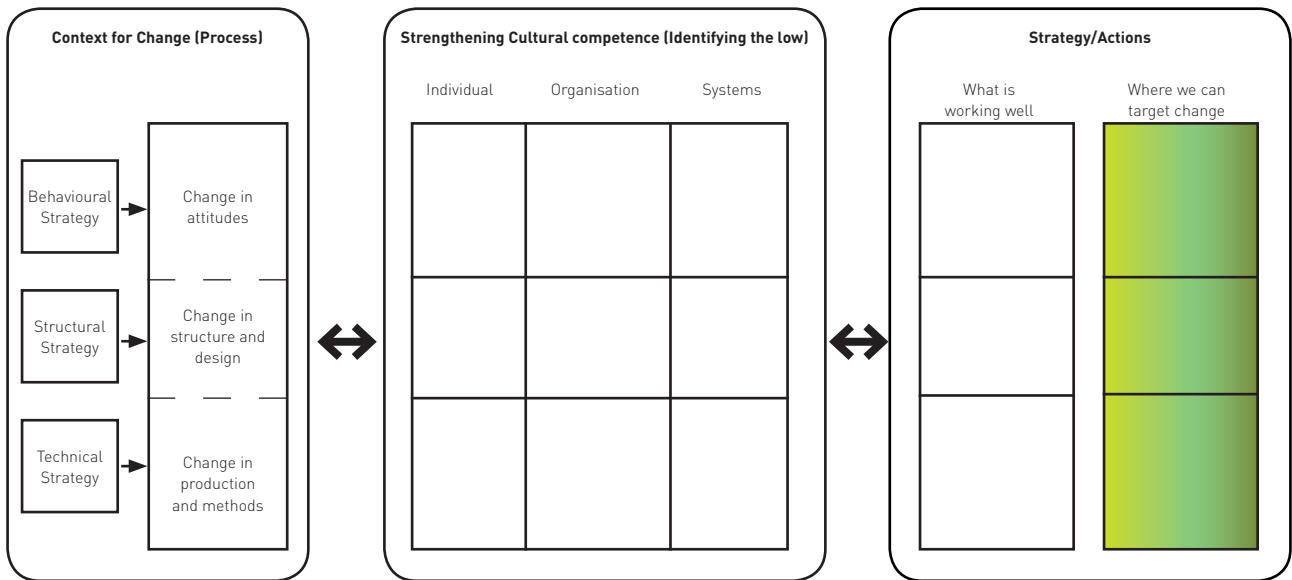 Context for Change (Process)
Behavioural
Strategy
Change in
attitudes
Structural
Strategy
Change in
structure and
design
Technical
Strategy
Change in
production
and methods
Strengthening Cultural competence (Identifying the low)
Individual
Organisation
Systems
Strategy/Actions
What is
working well
Where we can
target change